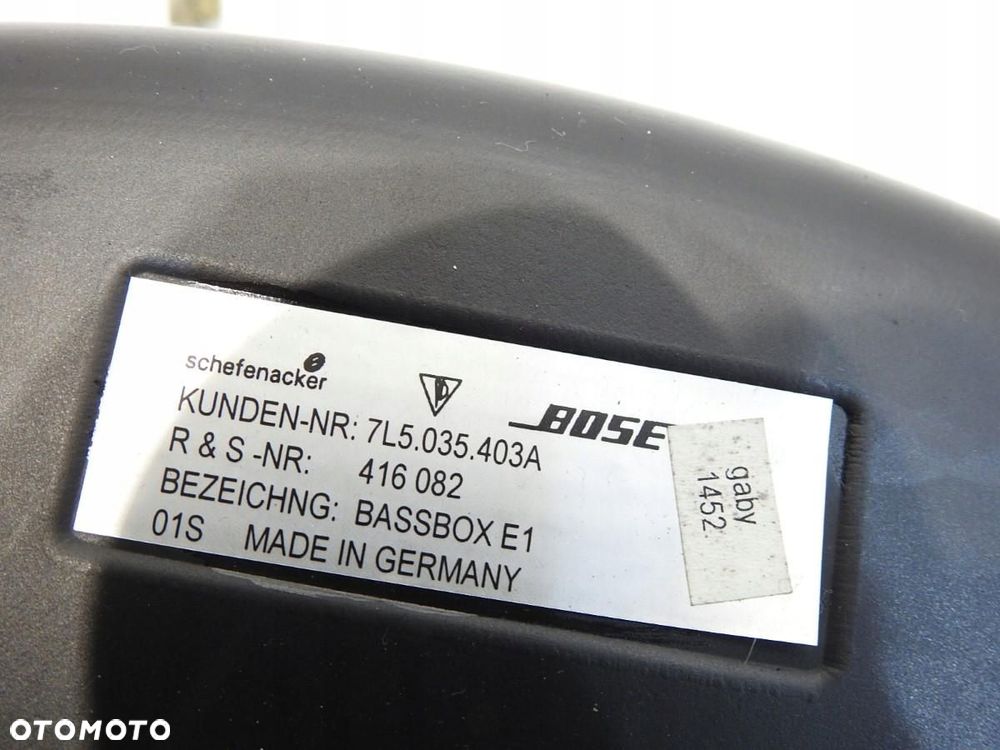 schefenacker
BOSE
KUNDEN-NR: 7L5.035.403A
R & S -NR: 416 082
BEZEICHNG: BASSBOX E1
01S MADE IN GERMANY
gaby
1452
OTOMOTO